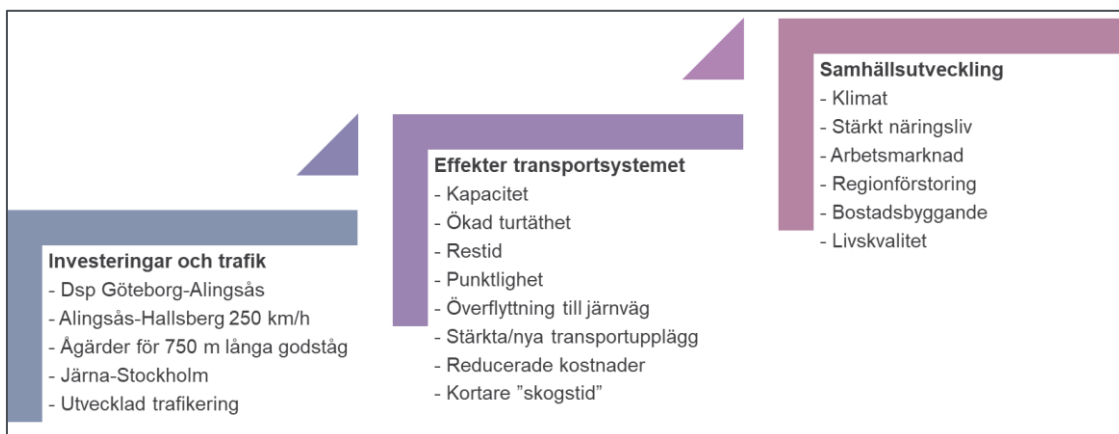 Investeringar och trafik
- Dsp Göteborg-Alingsås
- Alingsås-Hallsberg 250 km/h
- Ågärder för 750 m långa godståg
- Järna-Stockholm
- Utvecklad trafikering
Effekter transportsystemet
- Kapacitet
- Ökad turtäthet
- Restid
- Punktlighet
- Överflyttning till järnväg
- Stärkta/nya transportupplägg
- Reducerade kostnader
- Kortare ”skogstid”
Samhällsutveckling
- Klimat
- Stärkt näringsliv
- Arbetsmarknad
- Regionförstoring
- Bostadsbyggande
- Livskvalitet